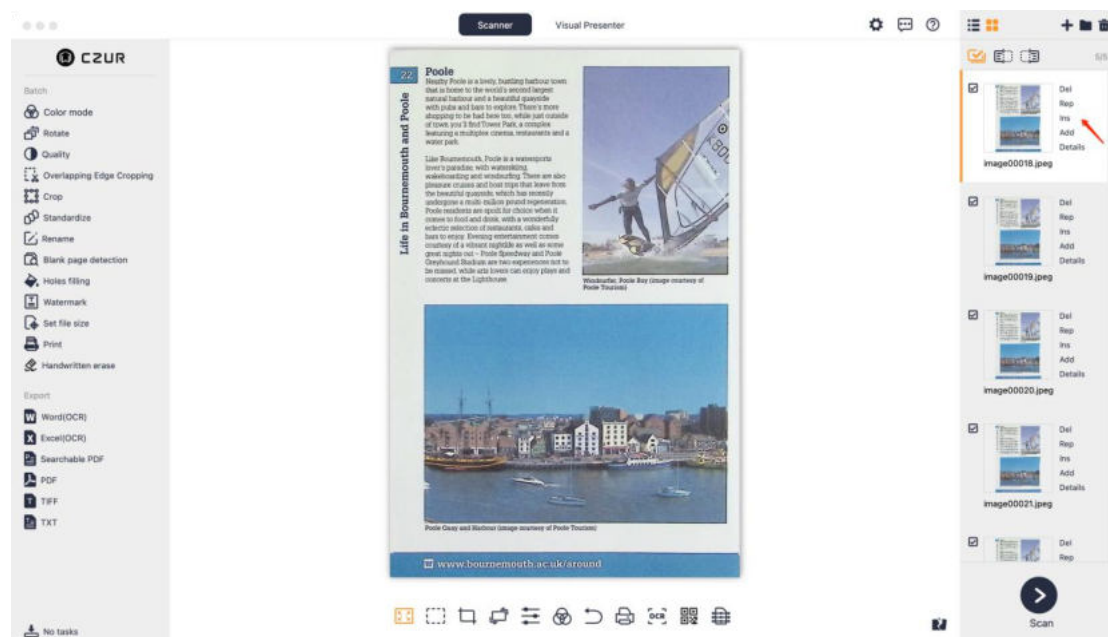 Scanner
Visual Presenter
CZUR
Batch
Color mode
Rotate
Quality
Overlapping Edge Cropping
Crop
Standardize
Rename
Blank page detection
Holes filling
Watermark
Set file size
Print
Handwritten erase
Export
Word(OCR)
Excel(OCR)
Searchable PDF
PDF
TIFF
TXT
No tasks
22
Life in Bournemouth and Poole
Poole
Nearby Poole is a lovely, bustling harbour town
that is home to the world's second largest
natural harbour and a beautiful quayside
with pubs and bars to explore. There's more
shopping to be had here too, while just outside
of town you'll find Tower Park, a complex
featuring a multiplex cinema, restaurants and a
water park.
Like Bournemouth, Poole is a watersports
lover's paradise, with waterskiing,
wakeboarding and windsurfing. There are also
pleasure cruises and boat trips that leave from
the beautiful quayside, which has recently
undergone a multi-million pound regeneration.
Poole residents are spoilt for choice when it
comes to food and drink, with a wonderfully
eclectic selection of restaurants, cafes and
bars to enjoy. Evening entertainment comes
courtesy of a vibrant nightlife as well as some
great nights out – Poole Speedway and Poole
Greyhound Stadium are two experiences not to
be missed, while arts lovers can enjoy plays and
concerts at the Lighthouse.
Windsurfer, Poole Bay (image courtesy of
Poole Tourism)
Poole Quay and Harbour (image courtesy of Poole Tourism)
www.bournemouth.ac.uk/around
OCR
5/5
Del
Rep
Ins
Add
Details
image00018.jpeg
Del
Rep
Ins
Add
Details
image00019.jpeg
Del
Rep
Ins
Add
Details
image00020.jpeg
Del
Rep
Ins
Add
Details
image00021.jpeg
Del
Rep
Scan